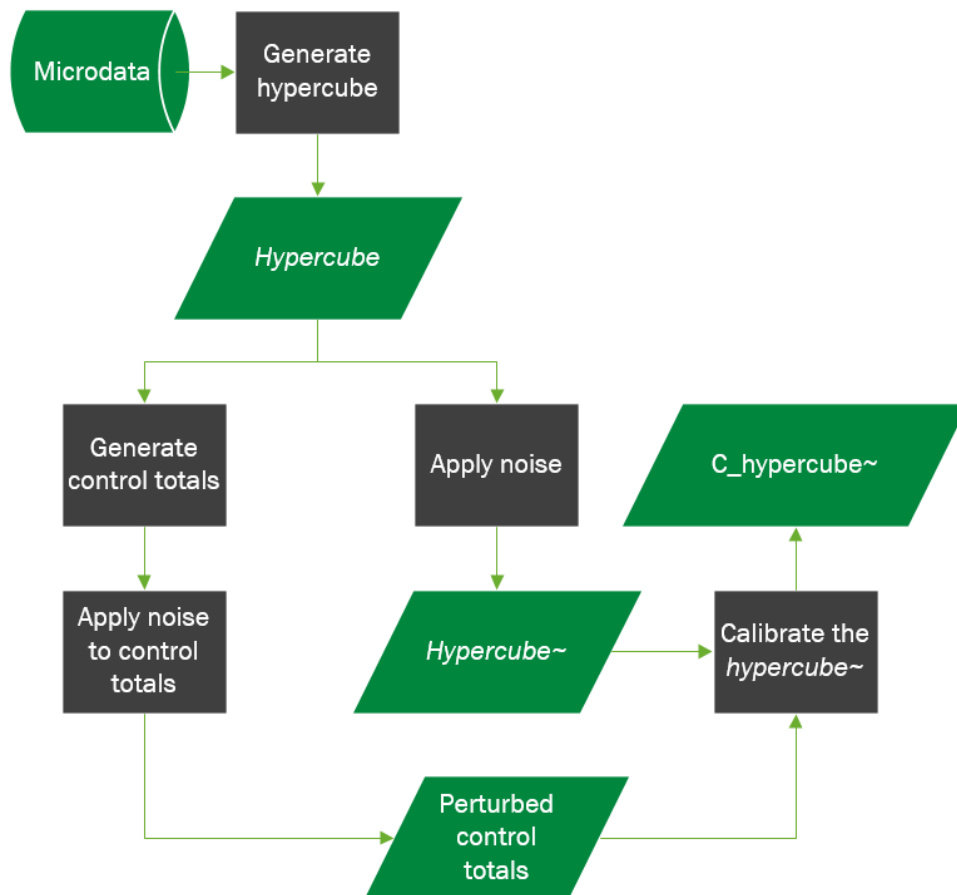 Microdata
Generate
hypercube
Hypercube
Generate
control totals
Apply noise
C_hypercube~
Apply noise
to control
totals
Hypercube~
Calibrate the
hypercube~
Perturbed
control
totals